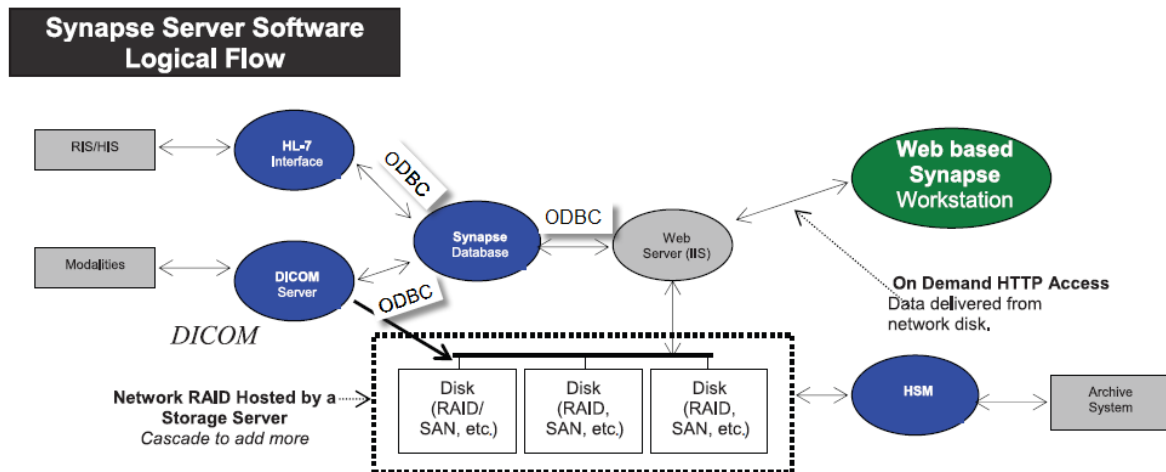 Synapse Server Software
Logical Flow
RIS/HIS
HL-7
Interface
ODBC
ODBC
Web based
Synapse
Workstation
Synapse
Database
Web
Server (IIS)
Modalities
DICOM
Server
ODBC
DICOM
On Demand HTTP Access
Data delivered from
network disk.
Network RAID Hosted by a
Storage Server
Cascade to add more
Disk
(RAID/
SAN, etc.)
Disk
(RAID,
SAN, etc.)
Disk
(RAID,
SAN, etc.)
HSM
Archive
System